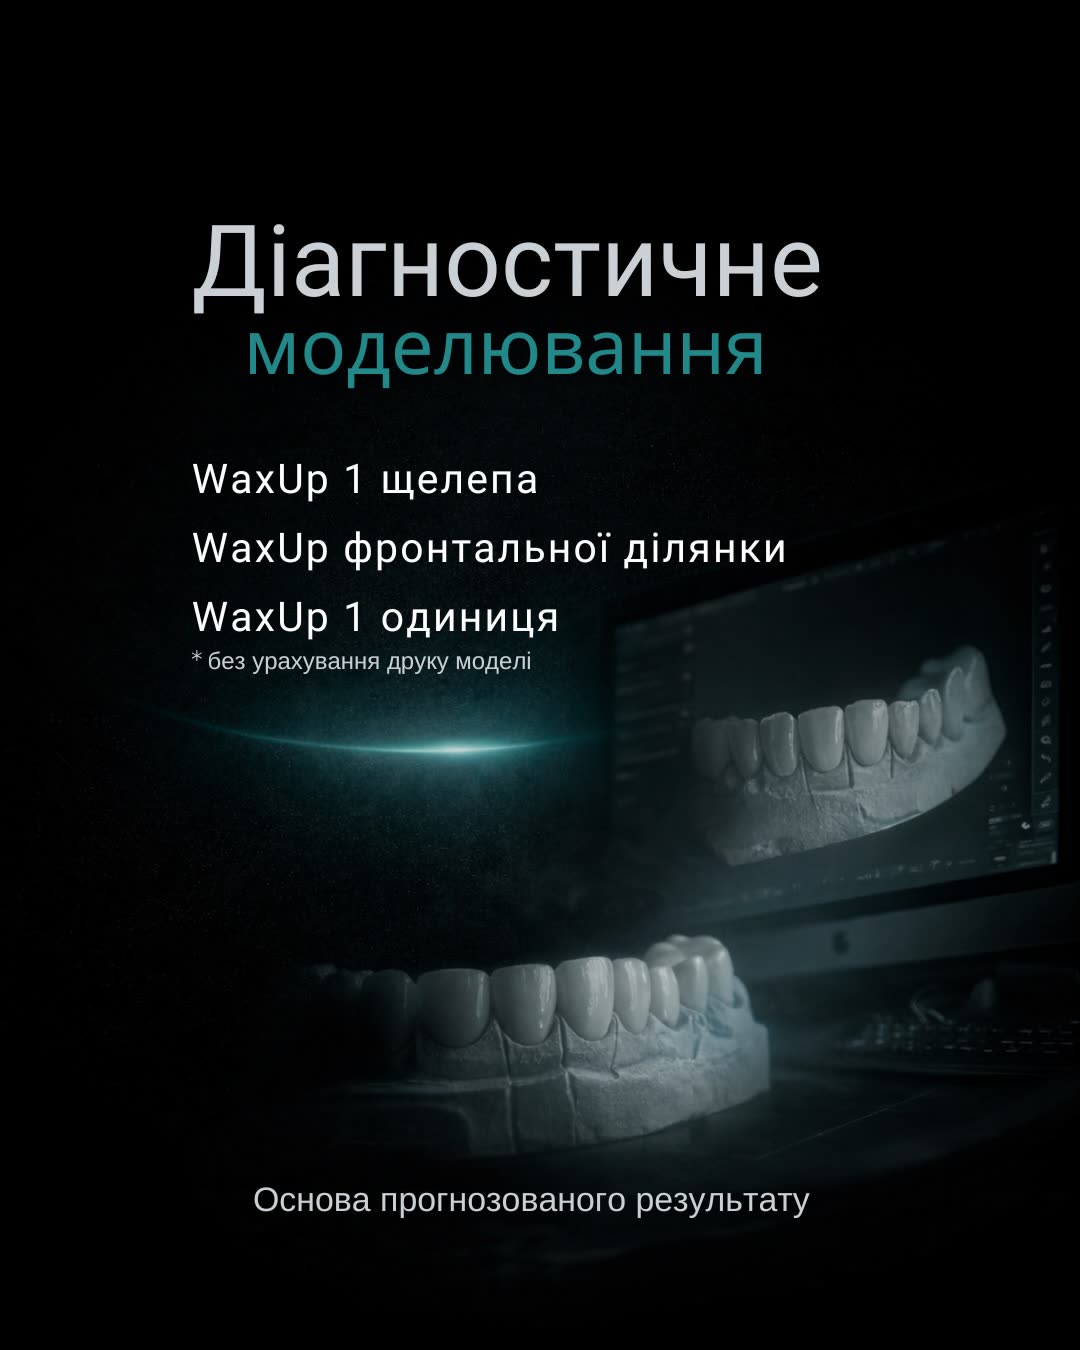 Діагностичне
моделювання
WaxUp 1 щелепа
WaxUp фронтальної ділянки
WaxUp 1 одиниця
* без урахування друку моделі
Основа прогнозованого результату